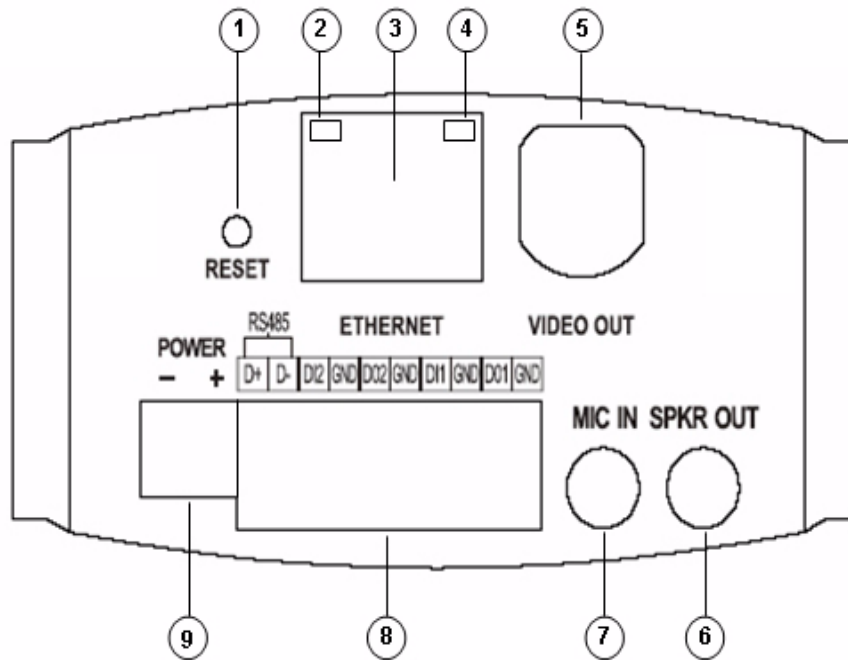 1 2 3 4 5
RESET
RS485 ETHERNET VIDEO OUT
POWER
− + D+ D- DI2 GND DO2 GND DI1 GND DO1 GND
MIC IN SPKR OUT
9 8 7 6